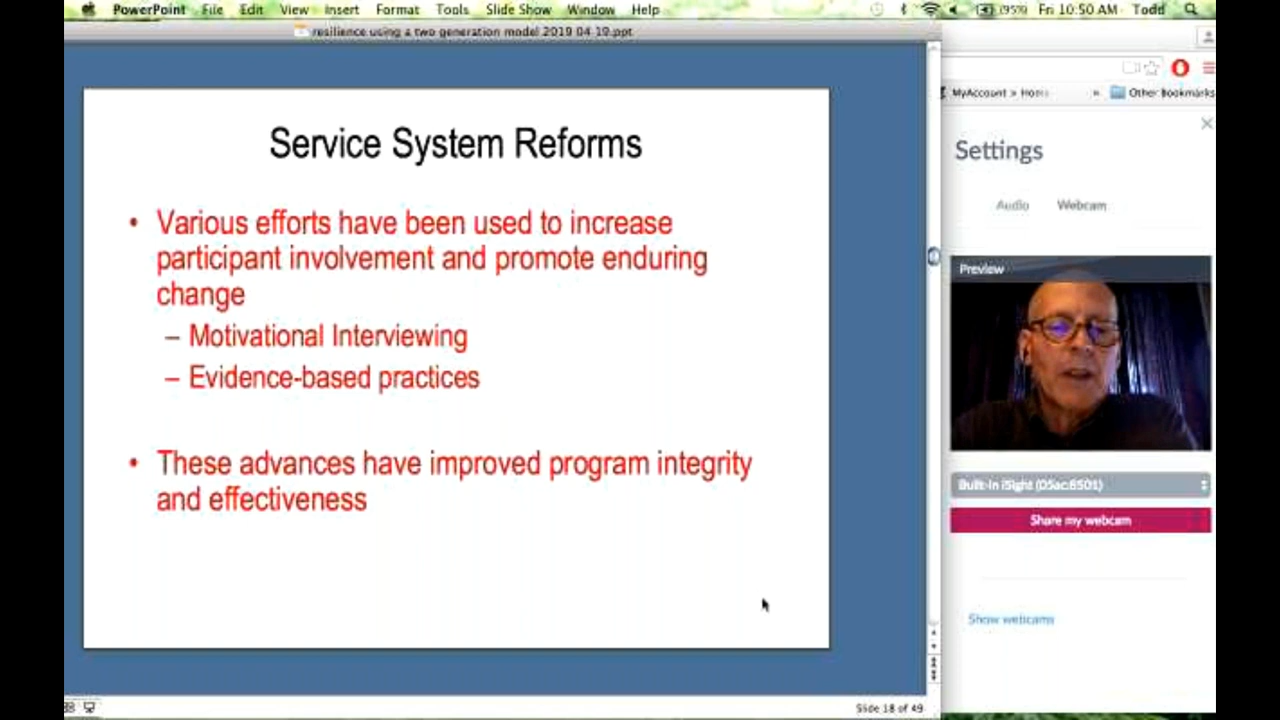 PowerPoint File Edit View Insert Format Tools Slide Show Window Help (95%) Fri 10:50 AM Todd
resilience using a two generation model 2019 04 19.ppt
MyAccount » Home » Other Bookmarks
Service System Reforms
• Various efforts have been used to increase
participant involvement and promote enduring
change
– Motivational Interviewing
– Evidence-based practices
• These advances have improved program integrity
and effectiveness
Settings
Audio Webcam
Preview
Built-in iSight (05ac:8501)
Share my webcam
Show webcams
Slide 18 of 49